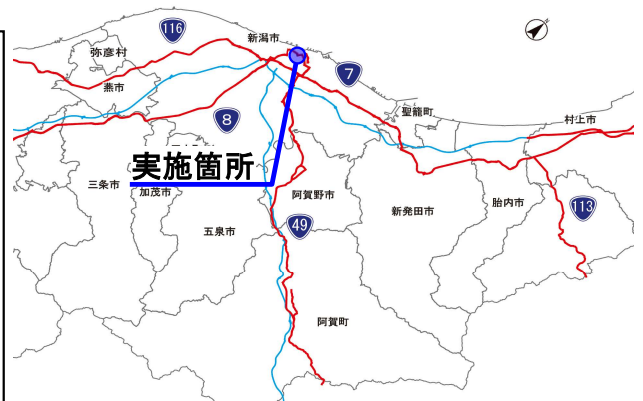 116
新潟市
弥彦村
7
燕市
聖籠町
8
村上市
実施箇所
三条市
加茂市
阿賀野市
新発田市
胎内市
113
五泉市
49
阿賀町